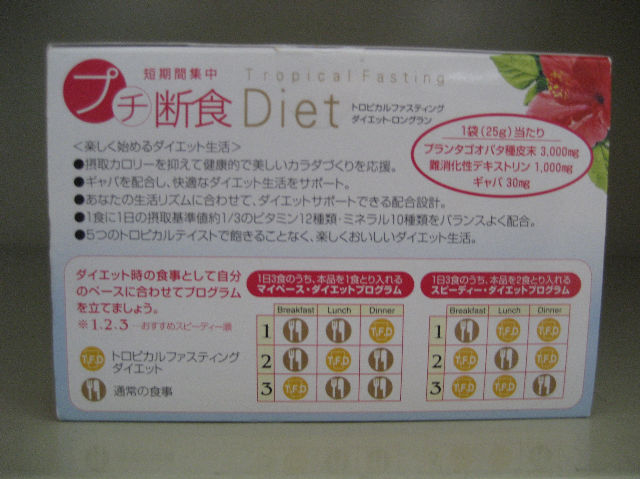 短期間集中
プチ断食
Tropical Fasting
Diet
トロピカルファスティング
ダイエット・ロングラン
1袋(25g)当たり
プランタゴオバタ種皮末 3,000mg
難消化性デキストリン 1,000mg
ギャバ 30mg
<楽しく始めるダイエット生活>
●摂取カロリーを抑えて健康的で美しいカラダづくりを応援。
●ギャバを配合し、快適なダイエット生活をサポート。
●あなたの生活リズムに合わせて、ダイエットサポートできる配合設計。
●1食に1日の摂取基準値約1/3のビタミン12種類・ミネラル10種類をバランスよく配合。
●5つのトロピカルテイストで飽きることなく、楽しくおいしいダイエット生活。
ダイエット時の食事として自分
のペースに合わせてプログラム
を立てましょう。
※1.2.3 ―おすすめスピーディー順
T.F.D トロピカルファスティング
ダイエット
通常の食事
1日3食のうち、本品を1食とり入れる
マイペース・ダイエットプログラム
Breakfast Lunch Dinner
1 T.F.D
2 T.F.D
3 T.F.D
1日3食のうち、本品を2食とり入れる
スピーディー・ダイエットプログラム
Breakfast Lunch Dinner
1 T.F.D T.F.D
2 T.F.D T.F.D
3 T.F.D T.F.D